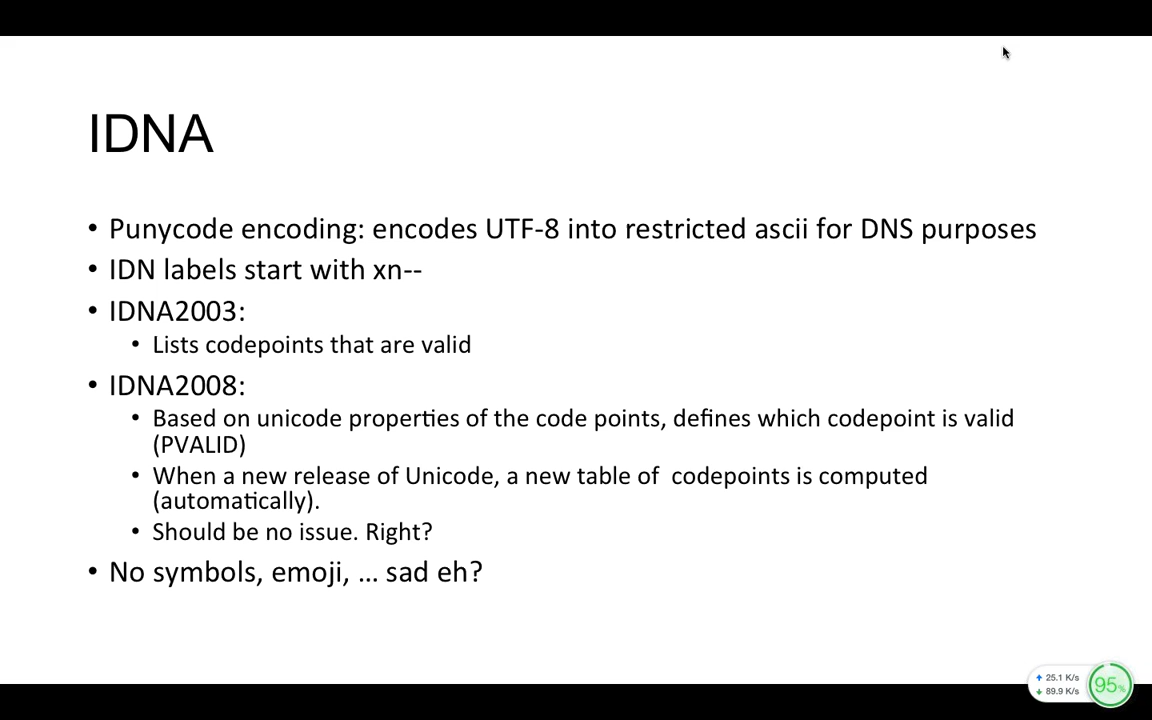 IDNA
• Punycode encoding: encodes UTF-8 into restricted ascii for DNS purposes
• IDN labels start with xn--
• IDNA2003:
• Lists codepoints that are valid
• IDNA2008:
• Based on unicode properties of the code points, defines which codepoint is valid
(PVALID)
• When a new release of Unicode, a new table of  codepoints is computed
(automatically).
• Should be no issue. Right?
• No symbols, emoji, … sad eh?
↑ 25.1 K/s
↓ 89.9 K/s
95%